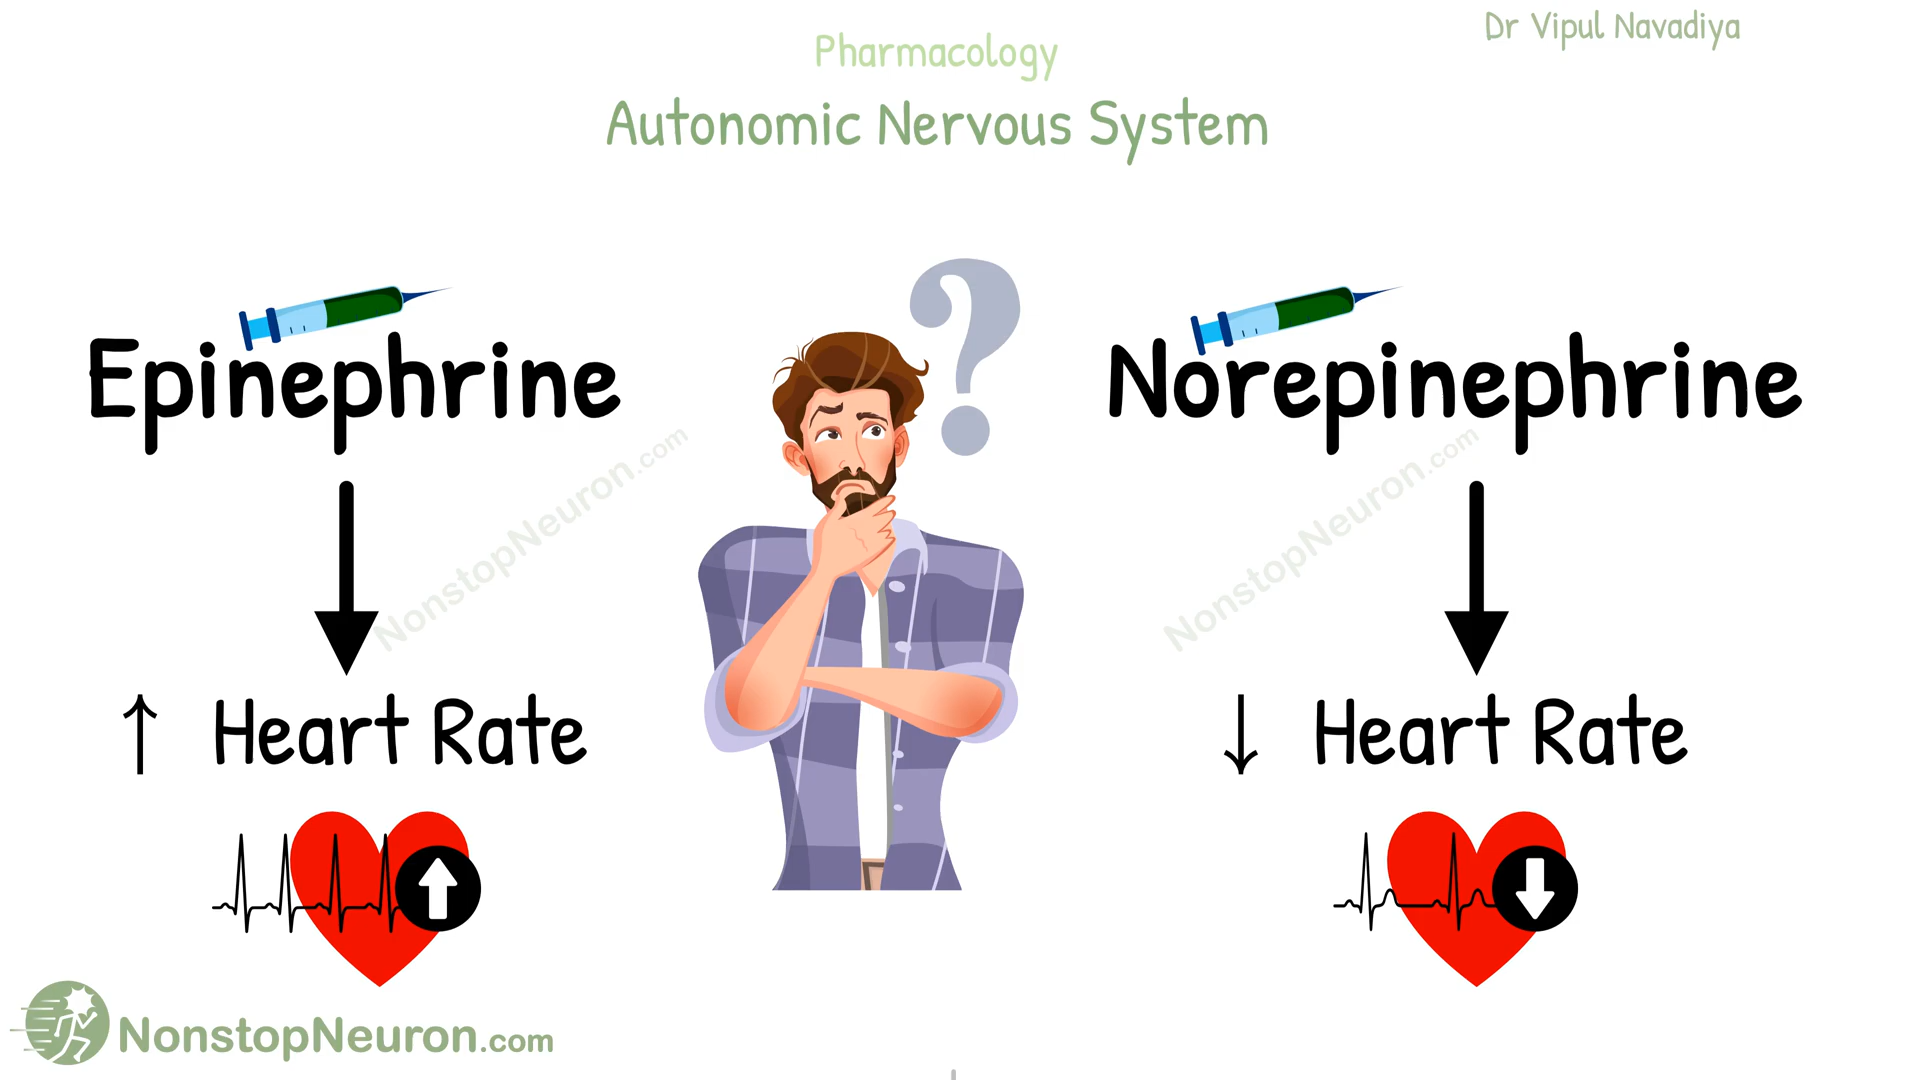 Dr Vipul Navadiya
Pharmacology
Autonomic Nervous System
?
Epinephrine
Norepinephrine
NonstopNeuron.com
NonstopNeuron.com
↑ Heart Rate
↓ Heart Rate
NonstopNeuron.com